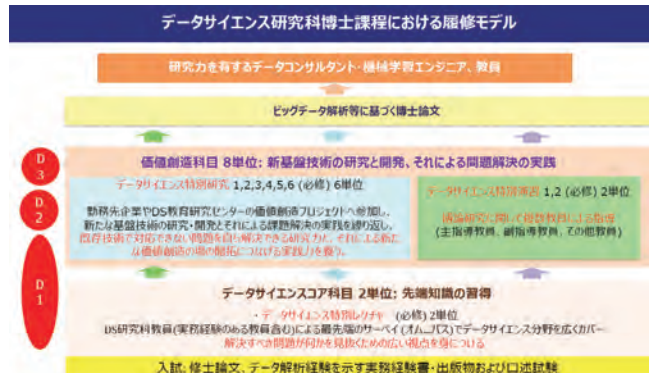 データサイエンス研究科博士課程における履修モデル
研究力を有するデータコンサルタント・機械学習エンジニア、教員
ビッグデータ解析等に基づく博士論文
D3
価値創造科目 8単位: 新基盤技術の研究と開発、それによる問題解決の実践
データサイエンス特別研究 1,2,3,4,5,6 (必修) 6単位
データサイエンス特別演習 1,2 (必修) 2単位
D2
勤務先企業やDS教育研究センターの価値創造プロジェクトへ参加し、
新たな基盤技術の研究・開発とそれによる課題解決の実践を繰り返し、
既存技術で対応できない問題を自ら解決できる研究力と、それによる新た
な価値創造の場の開拓につなげる実践力を養う。
博論研究に関して複数教員による指導
(主指導教員、副指導教員、その他教員)
D1
データサイエンスコア科目 2単位: 先端知識の習得
・データサイエンス特別レクチャ (必修) 2単位
DS研究科教員(実務経験のある教員含む)による最先端のサーベイ(オムニバス)でデータサイエンス分野を広くカバー
解決すべき問題が何かを見抜くための広い視点を身につける
入試: 修士論文、データ解析経験を示す実務経験書・出版物および口述試験